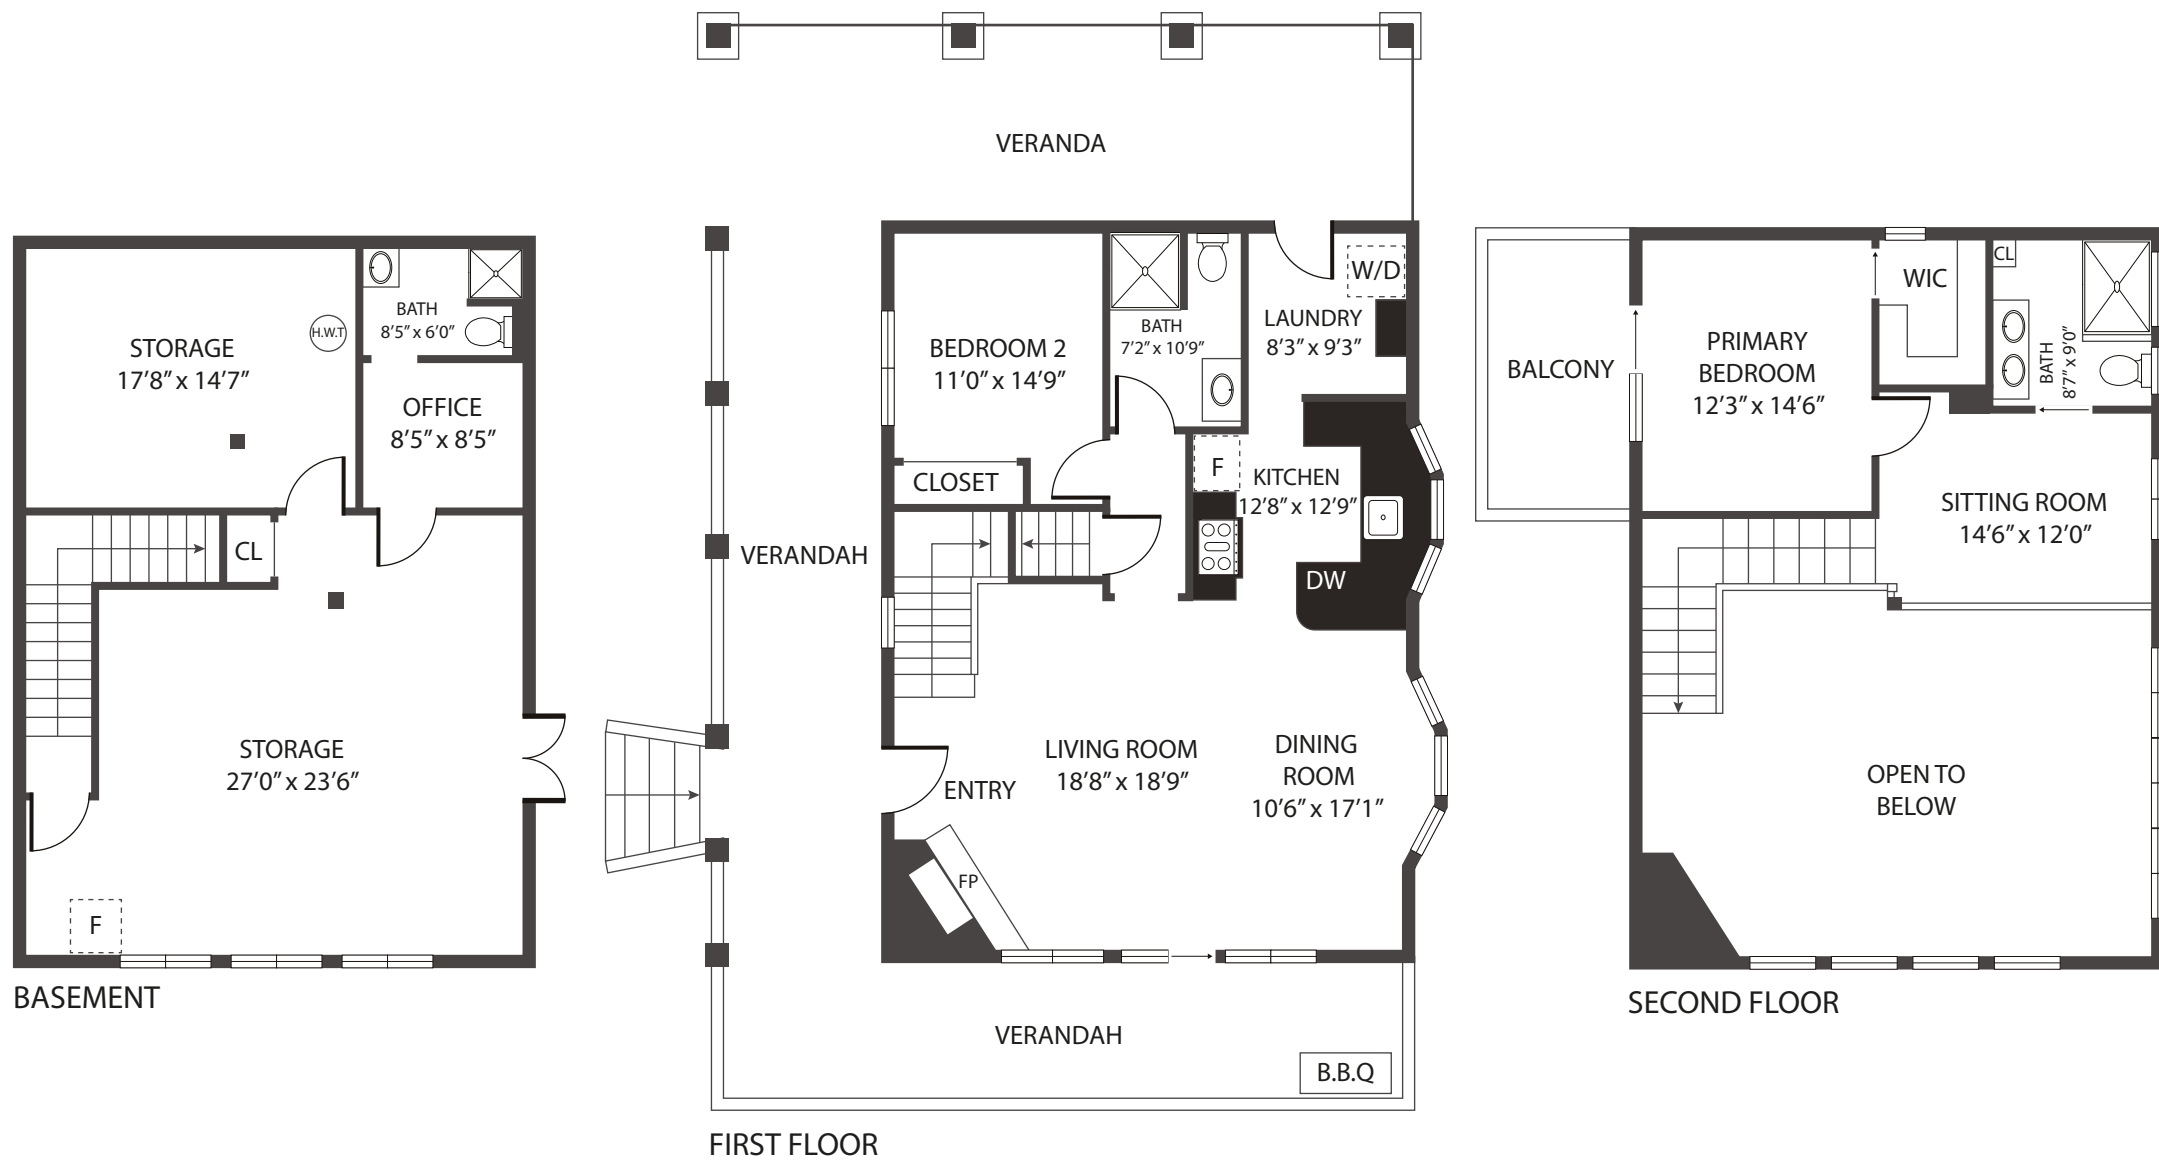 STORAGE
17'8" x 14'7"
H.W.T
BATH
8'5" x 6'0"
OFFICE
8'5" x 8'5"
CL
STORAGE
27'0" x 23'6"
F
BASEMENT
VERANDA
VERANDAH
BEDROOM 2
11'0" x 14'9"
CLOSET
BATH
7'2" x 10'9"
W/D
LAUNDRY
8'3" x 9'3"
F
KITCHEN
12'8" x 12'9"
DW
LIVING ROOM
18'8" x 18'9"
DINING
ROOM
10'6" x 17'1"
ENTRY
FP
VERANDAH
B.B.Q
FIRST FLOOR
BALCONY
PRIMARY
BEDROOM
12'3" x 14'6"
WIC
CL
BATH
8'7" x 9'0"
SITTING ROOM
14'6" x 12'0"
OPEN TO
BELOW
SECOND FLOOR